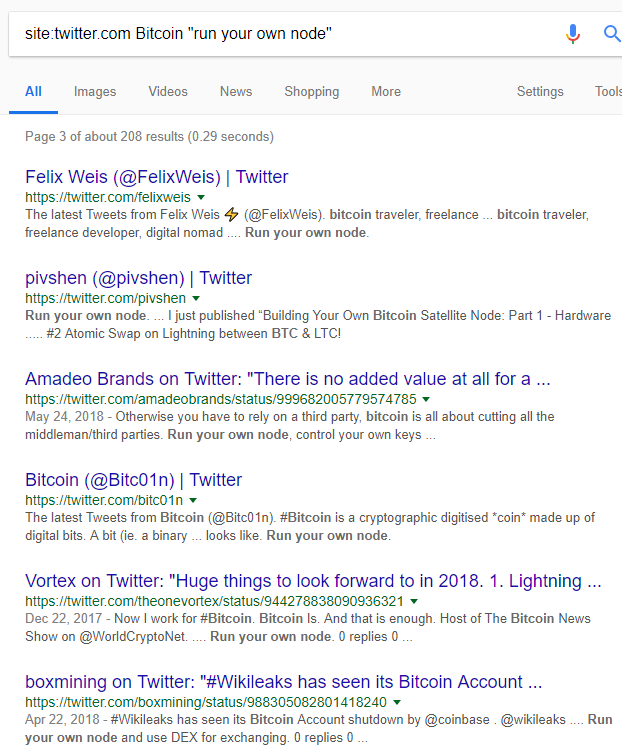 site:twitter.com Bitcoin "run your own node"
All Images Videos News Shopping More Settings Tools
Page 3 of about 208 results (0.29 seconds)
Felix Weis (@FelixWeis) | Twitter
https://twitter.com/felixweis
The latest Tweets from Felix Weis ⚡ (@FelixWeis). bitcoin traveler, freelance ... bitcoin traveler,
freelance developer, digital nomad .... Run your own node.
pivshen (@pivshen) | Twitter
https://twitter.com/pivshen
Run your own node. ... I just published “Building Your Own Bitcoin Satellite Node: Part 1 - Hardware
..... #2 Atomic Swap on Lightning between BTC & LTC!
Amadeo Brands on Twitter: "There is no added value at all for a ...
https://twitter.com/amadeobrands/status/999682005779574785
May 24, 2018 - Otherwise you have to rely on a third party, bitcoin is all about cutting all the
middleman/third parties. Run your own node, control your own keys ...
Bitcoin (@Bitc01n) | Twitter
https://twitter.com/bitc01n
The latest Tweets from Bitcoin (@Bitc01n). #Bitcoin is a cryptographic digitised *coin* made up of
digital bits. A bit (ie. a binary ... looks like. Run your own node.
Vortex on Twitter: "Huge things to look forward to in 2018. 1. Lightning ...
https://twitter.com/theonevortex/status/944278838090936321
Dec 22, 2017 - Now I work for #Bitcoin. Bitcoin Is. And that is enough. Host of The Bitcoin News
Show on @WorldCryptoNet. .... Run your own node. 0 replies 0 ...
boxmining on Twitter: "#Wikileaks has seen its Bitcoin Account ...
https://twitter.com/boxmining/status/988305082801418240
Apr 22, 2018 - #Wikileaks has seen its Bitcoin Account shutdown by @coinbase . @wikileaks .... Run
your own node and use DEX for exchanging. 0 replies 0 ...